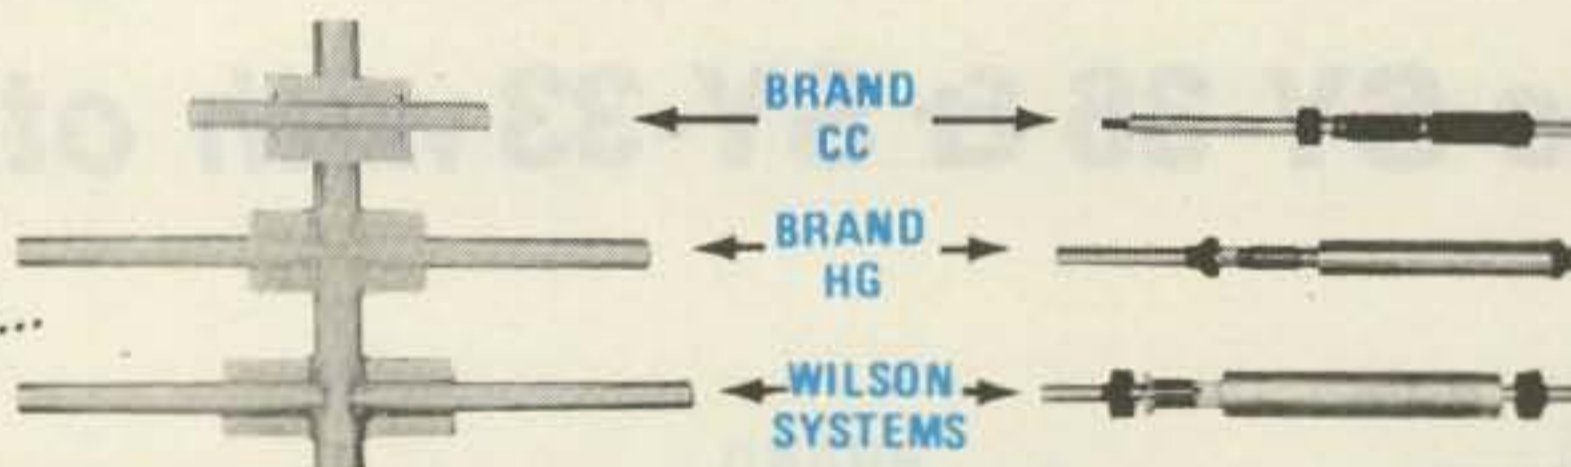 BRAND
CC
BRAND
HG
...
WILSON
SYSTEMS